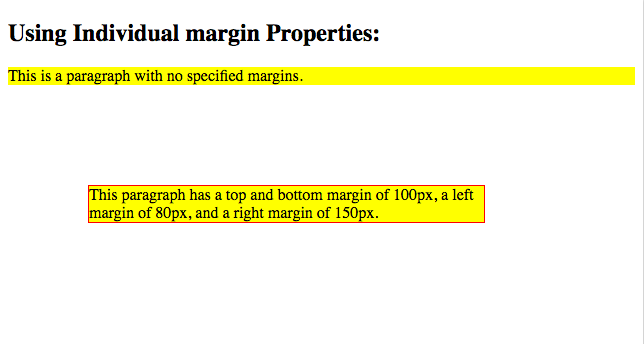 Using Individual margin Properties:
This is a paragraph with no specified margins.
This paragraph has a top and bottom margin of 100px, a left
margin of 80px, and a right margin of 150px.